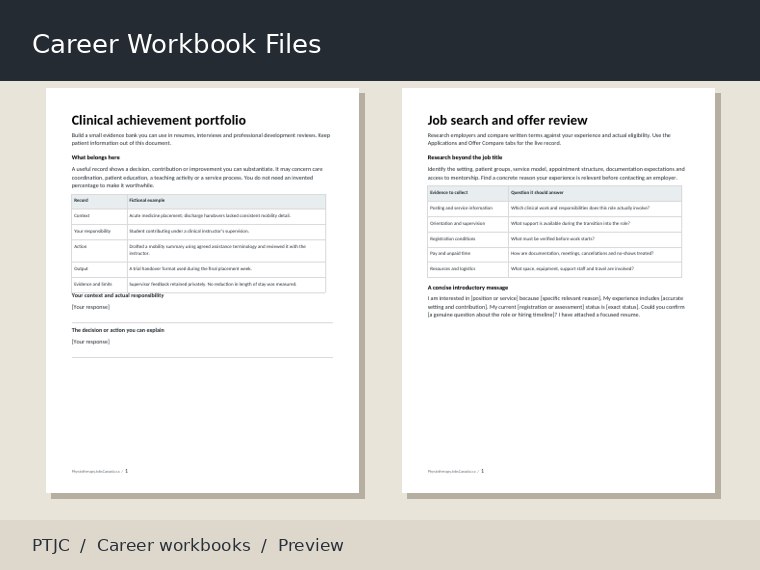 Career Workbook Files
Clinical achievement portfolio
Build a small evidence bank you can use in resumes, interviews and professional development reviews. Keep
patient information out of this document.
What belongs here
A useful record shows a decision, contribution or improvement you can substantiate. It may concern care
coordination, patient education, a teaching activity or a service process. You do not need an invented
percentage to make it worthwhile.
Record Fictional example
Context Acute medicine placement; discharge handovers lacked consistent mobility detail.
Your responsibility Student contributing under a clinical instructor's supervision.
Action Drafted a mobility summary using agreed assistance terminology and reviewed it with the
instructor.
Output A trial handover format used during the final placement week.
Evidence and limits Supervisor feedback retained privately. No reduction in length of stay was measured.
Your context and actual responsibility
[Your response]
The decision or action you can explain
[Your response]
/ 1
Job search and offer review
Research employers and compare written terms against your experience and actual eligibility. Use the
Applications and Offer Compare tabs for the live record.
Research beyond the job title
Identify the setting, patient groups, service model, appointment structure, documentation expectations and
access to mentorship. Find a concrete reason your experience is relevant before contacting an employer.
Evidence to collect Question it should answer
Posting and service information Which clinical work and responsibilities does this role actually involve?
Orientation and supervision What support is available during the transition into the role?
Registration conditions What must be verified before work starts?
Pay and unpaid time How are documentation, meetings, cancellations and no-shows treated?
Resources and logistics What space, equipment, support staff and travel are involved?
A concise introductory message
I am interested in [position or service] because [specific relevant reason]. My experience includes [accurate
setting and contribution]. My current [registration or assessment] status is [exact status]. Could you confirm
[a genuine question about the role or hiring timeline]? I have attached a focused resume.
/ 1
PTJC / Career workbooks / Preview